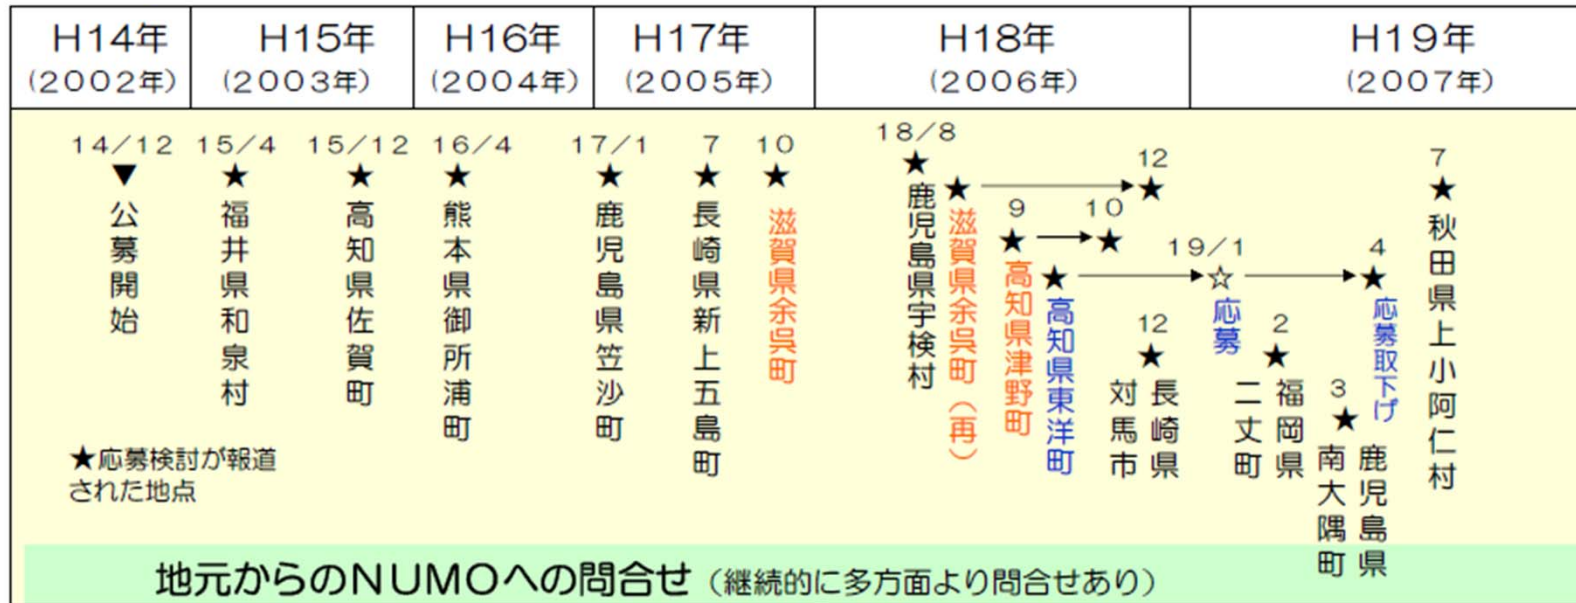 H14年
(2002年)
H15年
(2003年)
H16年
(2004年)
H17年
(2005年)
H18年
(2006年)
H19年
(2007年)
14/12
▼
公募開始
15/4
★
福井県和泉村
15/12
★
高知県佐賀町
16/4
★
熊本県御所浦町
17/1
★
鹿児島県笠沙町
7
★
長崎県新上五島町
10
★
滋賀県余呉町
18/8
★
鹿児島県宇検村
★
滋賀県余呉町(再)
12
★
9
★
高知県津野町
10
★
★
高知県東洋町
19/1
☆
応募
4
★
応募取下げ
12
★
長崎県
対馬市
2
★
福岡県
二丈町
3
★
鹿児島県
南大隅町
7
★
秋田県上小阿仁村
★応募検討が報道
された地点
地元からのNUMOへの問合せ(継続的に多方面より問合せあり)